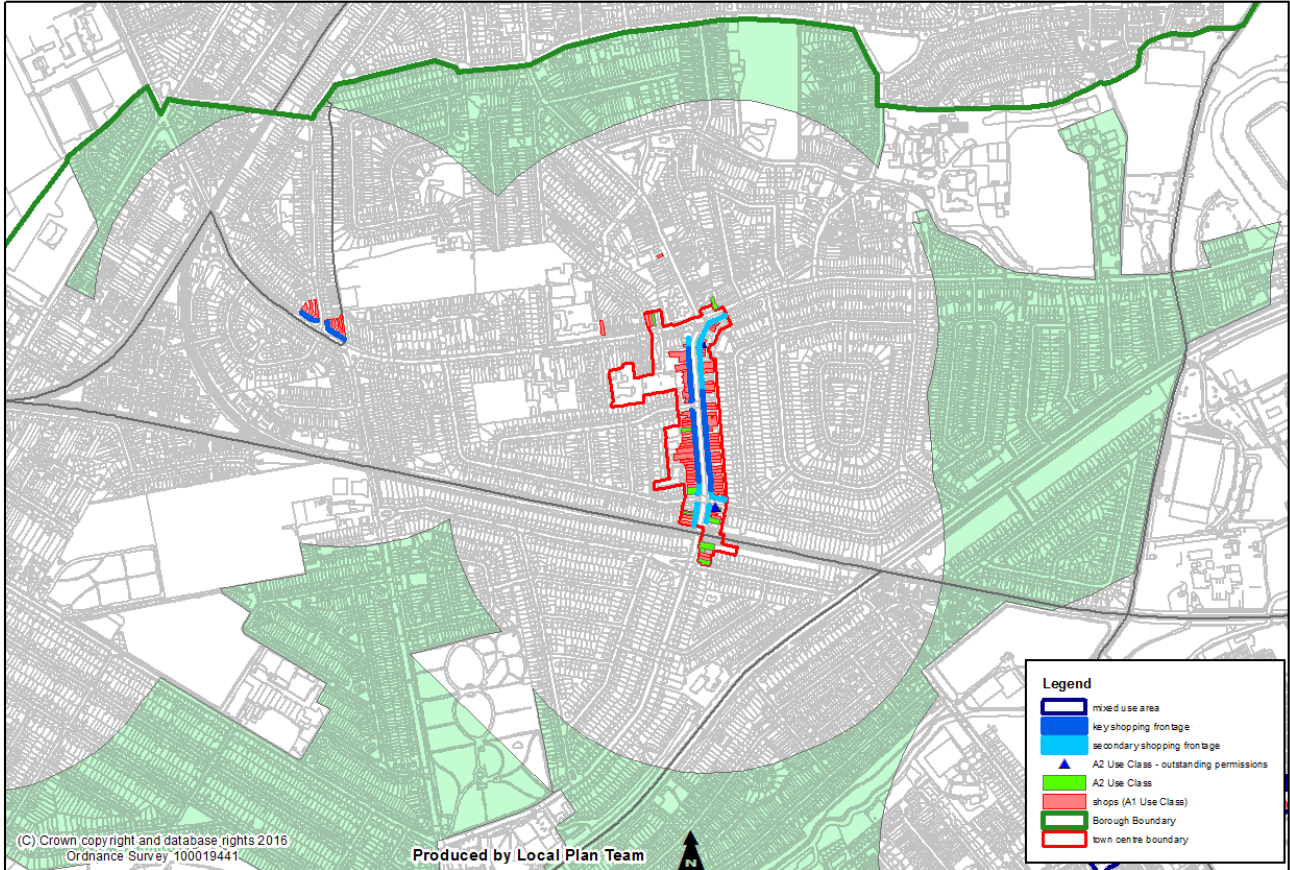 Legend
mixed use area
key shopping frontage
secondary shopping frontage
A2 Use Class - outstanding permissions
A2 Use Class
shops (A1 Use Class)
Borough Boundary
town centre boundary
(C) Crown copyright and database rights 2016
Ordnance Survey 100019441
Produced by Local Plan Team
N